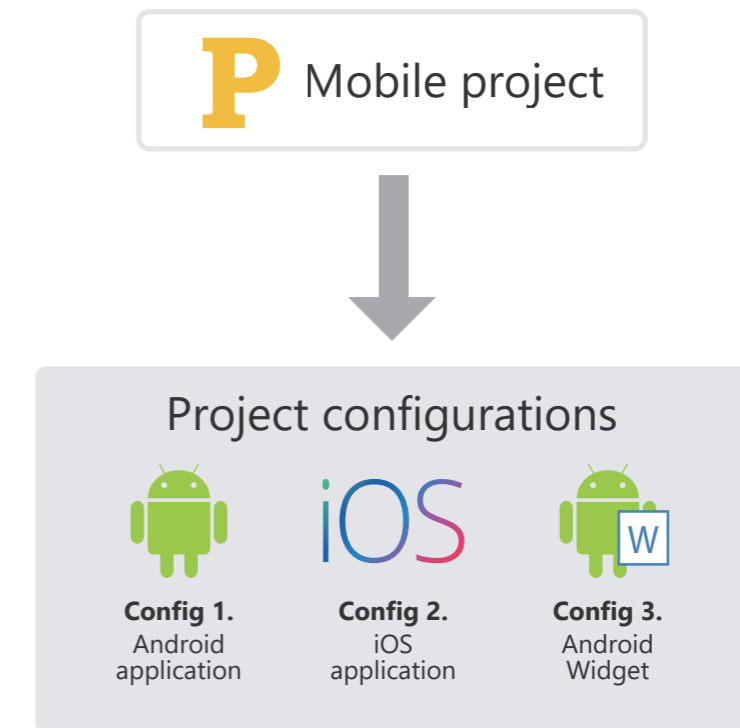 P Mobile project
Project configurations
iOS
W
Config 1.
Android
application
Config 2.
iOS
application
Config 3.
Android
Widget